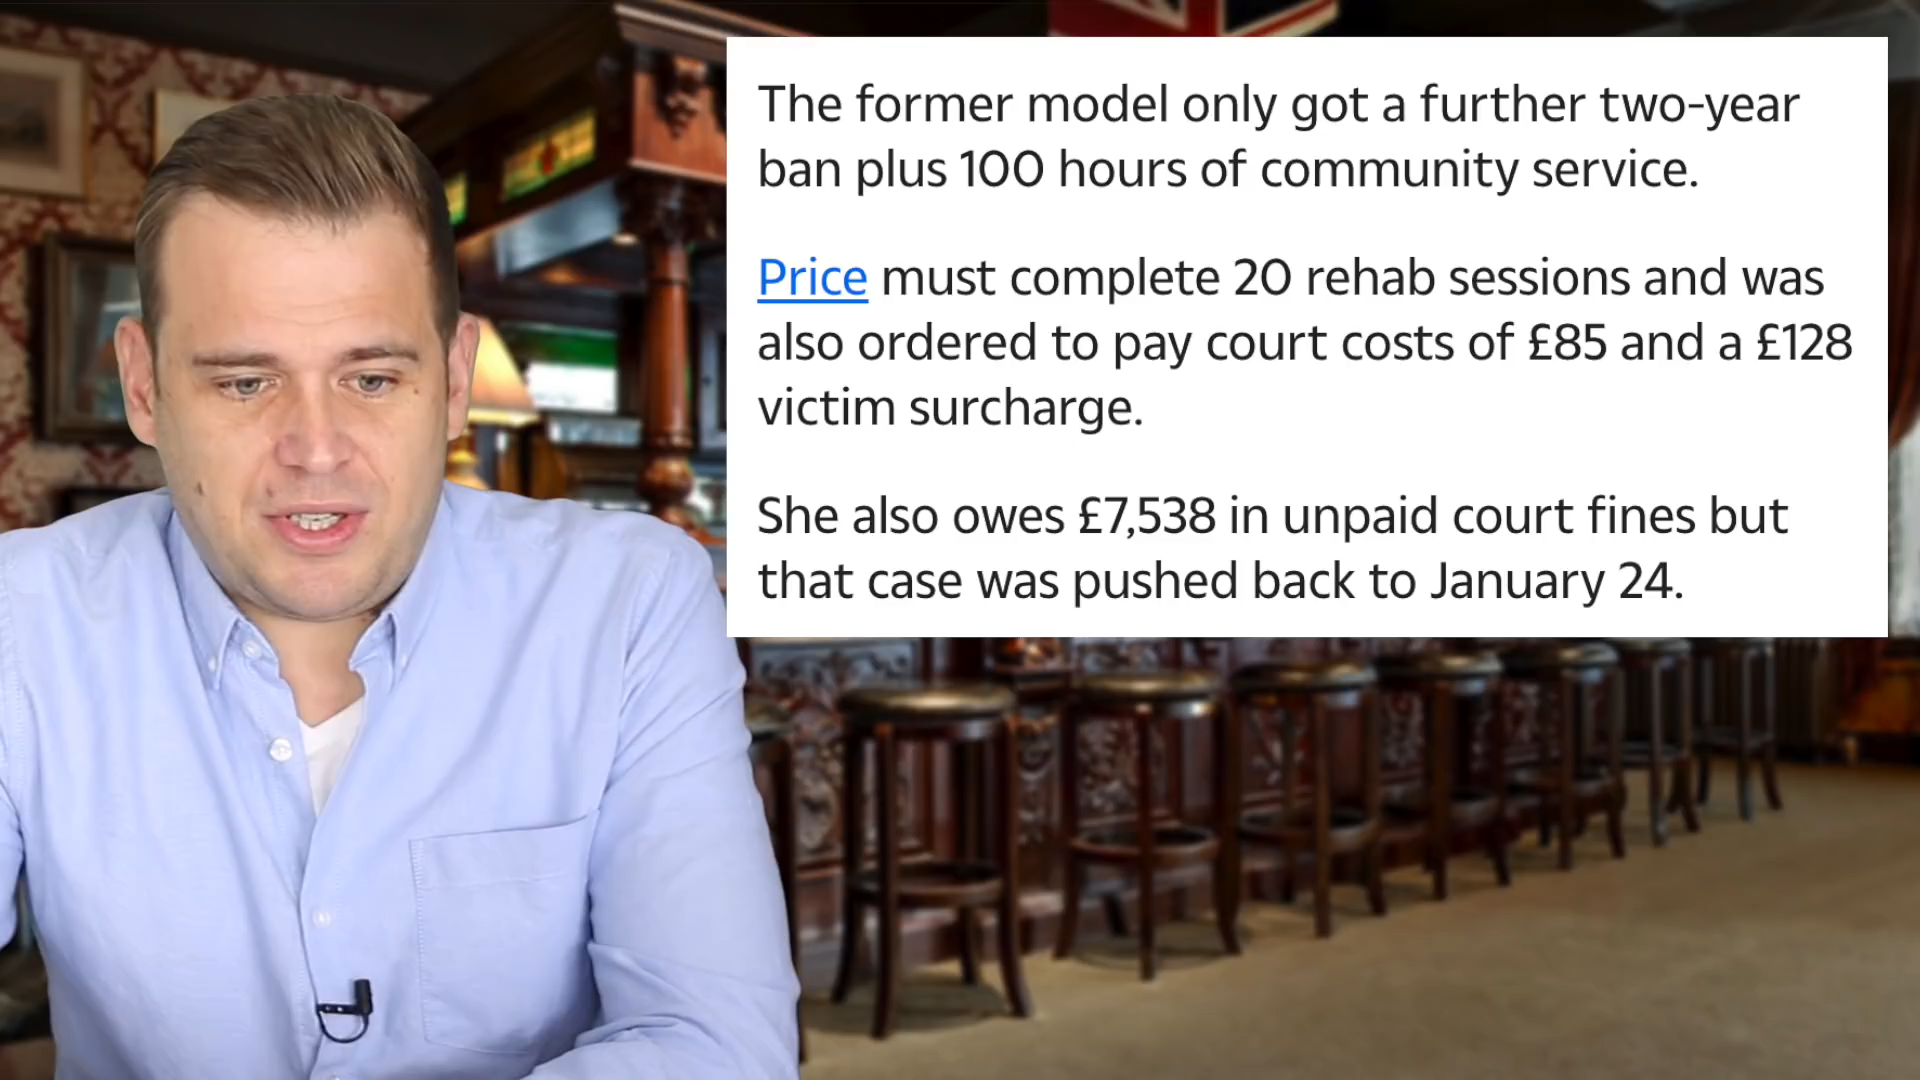 The former model only got a further two-year
ban plus 100 hours of community service.
Price must complete 20 rehab sessions and was
also ordered to pay court costs of £85 and a £128
victim surcharge.
She also owes £7,538 in unpaid court fines but
that case was pushed back to January 24.